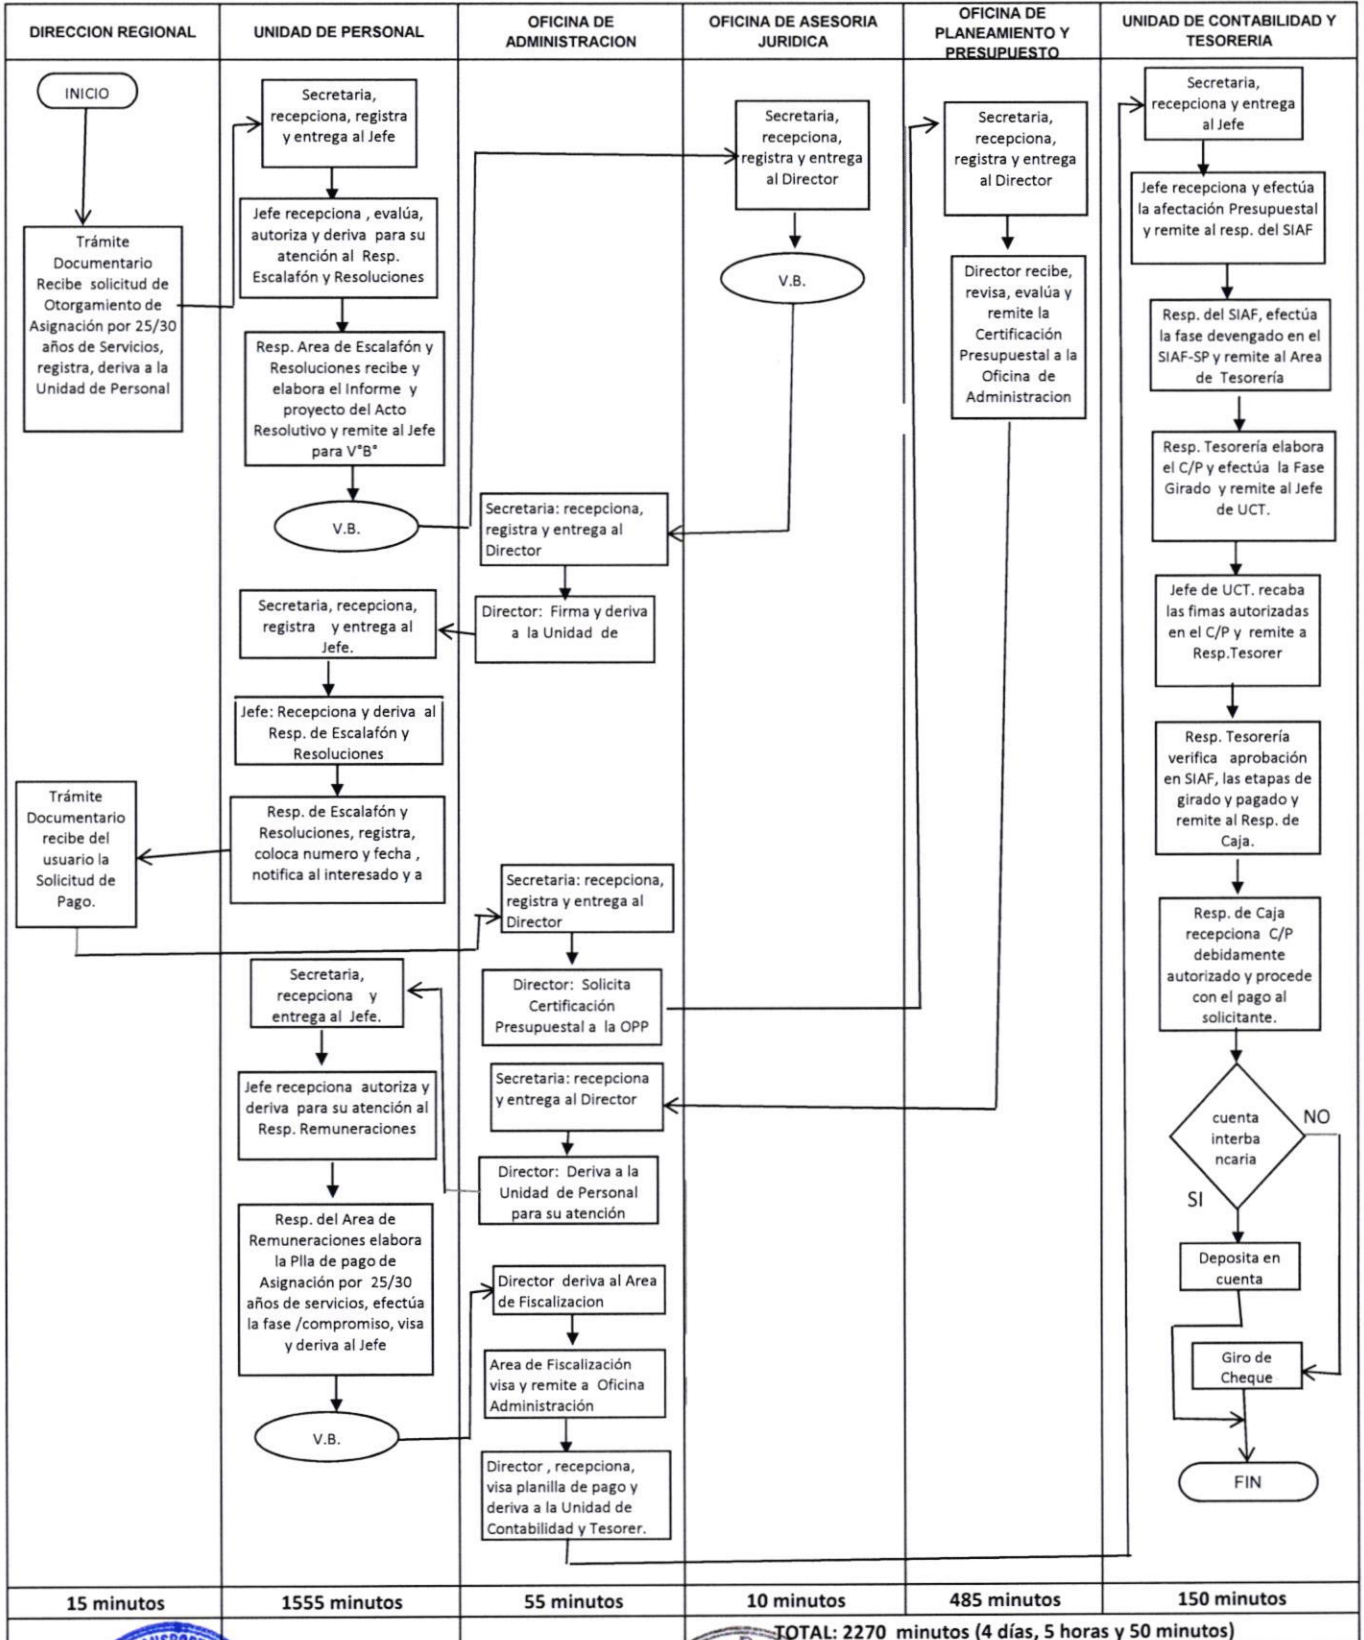 DIRECCION REGIONAL
UNIDAD DE PERSONAL
OFICINA DE
ADMINISTRACION
OFICINA DE ASESORIA
JURIDICA
OFICINA DE
PLANEAMIENTO Y
PRESUPUESTO
UNIDAD DE CONTABILIDAD Y
TESORERIA
INICIO
Trámite
Documentario
Recibe solicitud de
Otorgamiento de
Asignación por 25/30
años de Servicios,
registra, deriva a la
Unidad de Personal
Secretaria,
recepciona, registra
y entrega al Jefe
Jefe recepciona , evalúa,
autoriza y deriva para su
atención al Resp.
Escalafón y Resoluciones
Resp. Area de Escalafón y
Resoluciones recibe y
elabora el Informe y
proyecto del Acto
Resolutivo y remite al Jefe
para V°B°
V.B.
Secretaria,
recepciona,
registra y entrega
al Director
V.B.
Secretaria: recepciona,
registra y entrega al
Director
Director: Firma y deriva
a la Unidad de
Secretaria, recepciona,
registra y entrega al
Jefe.
Jefe: Recepciona y deriva al
Resp. de Escalafón y
Resoluciones
Resp. de Escalafón y
Resoluciones, registra,
coloca numero y fecha ,
notifica al interesado y a
Trámite
Documentario
recibe del
usuario la
Solicitud de
Pago.
Secretaria: recepciona,
registra y entrega al
Director
Director: Solicita
Certificación
Presupuestal a la OPP
Secretaria,
recepciona,
registra y entrega
al Director
Director recibe,
revisa, evalúa y
remite la
Certificación
Presupuestal a la
Oficina de
Administracion
Secretaria: recepciona
y entrega al Director
Director: Deriva a la
Unidad de Personal
para su atención
Secretaria,
recepciona y
entrega al Jefe.
Jefe recepciona autoriza y
deriva para su atención al
Resp. Remuneraciones
Resp. del Area de
Remuneraciones elabora
la Plla de pago de
Asignación por 25/30
años de servicios, efectúa
la fase /compromiso, visa
y deriva al Jefe
V.B.
Director deriva al Area
de Fiscalizacion
Area de Fiscalización
visa y remite a Oficina
Administración
Director , recepciona,
visa planilla de pago y
deriva a la Unidad de
Contabilidad y Tesorer.
Secretaria,
recepciona y entrega
al Jefe
Jefe recepciona y efectúa
la afectación Presupuestal
y remite al resp. del SIAF
Resp. del SIAF, efectúa
la fase devengado en el
SIAF-SP y remite al Area
de Tesorería
Resp. Tesorería elabora
el C/P y efectúa la Fase
Girado y remite al Jefe
de UCT.
Jefe de UCT. recaba
las fimas autorizadas
en el C/P y remite a
Resp.Tesorer
Resp. Tesorería
verifica aprobación
en SIAF, las etapas de
girado y pagado y
remite al Resp. de
Caja.
Resp. de Caja
recepciona C/P
debidamente
autorizado y procede
con el pago al
solicitante.
cuenta
interba
ncaria
NO
SI
Deposita en
cuenta
Giro de
Cheque
FIN
15 minutos
1555 minutos
55 minutos
10 minutos
485 minutos
150 minutos
TOTAL: 2270 minutos (4 días, 5 horas y 50 minutos)